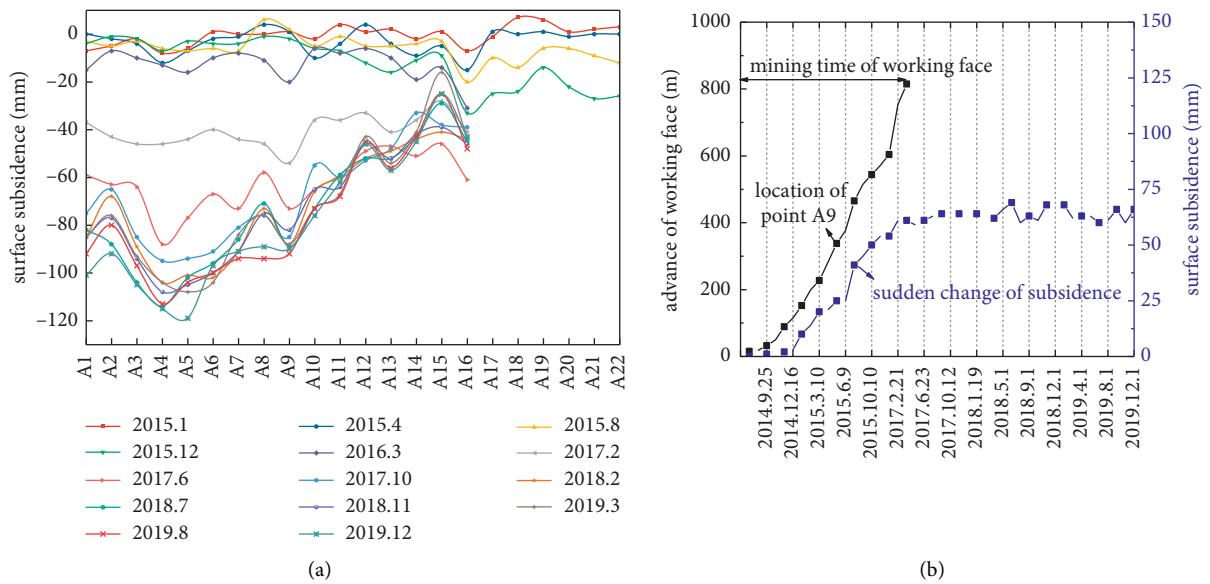 surface subsidence (mm)
0
−20
−40
−60
−80
−100
−120
A1
A2
A3
A4
A5
A6
A7
A8
A9
A10
A11
A12
A13
A14
A15
A16
A17
A18
A19
A20
A21
A22
2015.1
2015.4
2015.8
2015.12
2016.3
2017.2
2017.6
2017.10
2018.2
2018.7
2018.11
2019.3
2019.8
2019.12
(a)
advance of working face (m)
1000
800
600
400
200
0
mining time of working face
location of
point A9
sudden change of subsidence
150
125
100
75
50
25
0
surface subsidence (mm)
2014.9.25
2014.12.16
2015.3.10
2015.6.9
2015.10.10
2017.2.21
2017.6.23
2017.10.12
2018.1.19
2018.5.1
2018.9.1
2018.12.1
2019.4.1
2019.8.1
2019.12.1
(b)